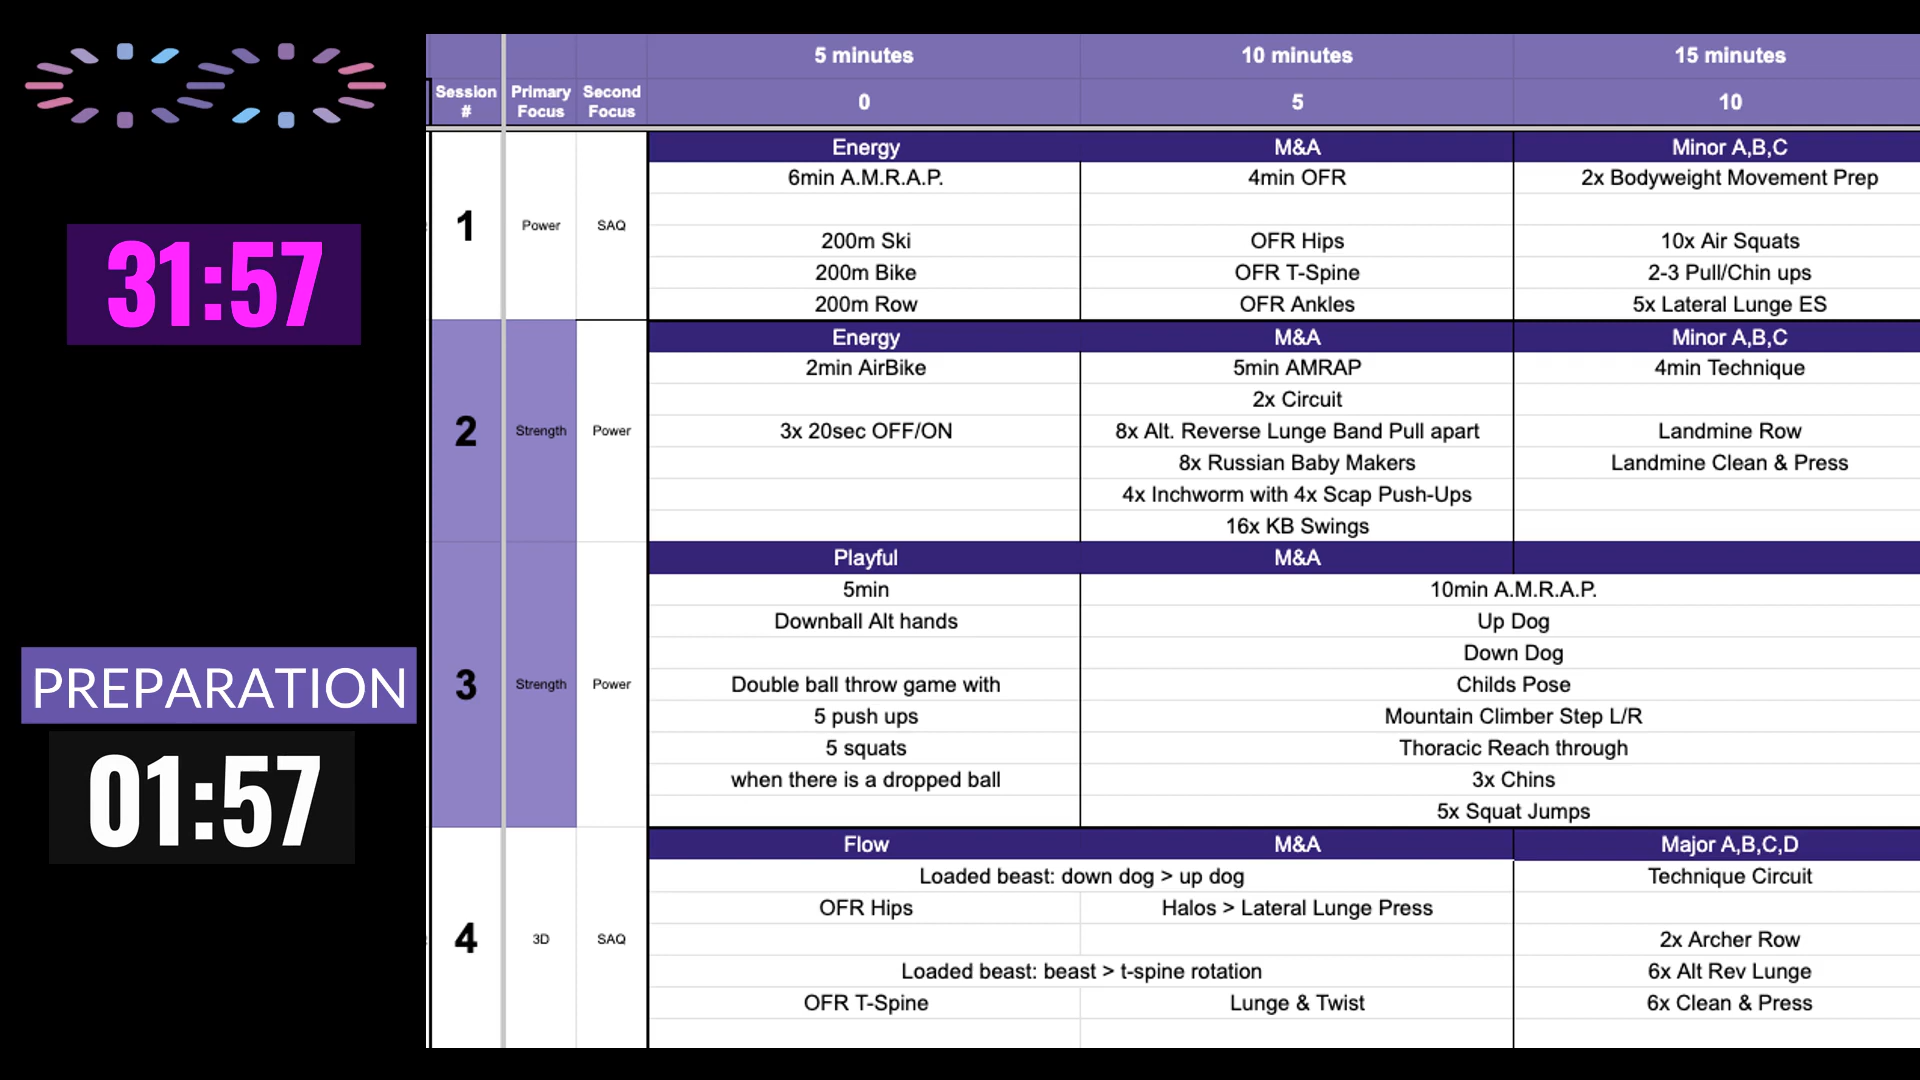 31:57
PREPARATION
01:57
5 minutes 10 minutes 15 minutes
Session # Primary Focus Second Focus 0 5 10
Energy M&A Minor A,B,C
6min A.M.R.A.P. 4min OFR 2x Bodyweight Movement Prep
1 Power SAQ
200m Ski OFR Hips 10x Air Squats
200m Bike OFR T-Spine 2-3 Pull/Chin ups
200m Row OFR Ankles 5x Lateral Lunge ES
Energy M&A Minor A,B,C
2min AirBike 5min AMRAP 4min Technique
2x Circuit
2 Strength Power 3x 20sec OFF/ON 8x Alt. Reverse Lunge Band Pull apart Landmine Row
8x Russian Baby Makers Landmine Clean & Press
4x Inchworm with 4x Scap Push-Ups
16x KB Swings
Playful M&A
5min 10min A.M.R.A.P.
Downball Alt hands Up Dog
Down Dog
3 Strength Power Double ball throw game with Childs Pose
5 push ups Mountain Climber Step L/R
5 squats Thoracic Reach through
when there is a dropped ball 3x Chins
5x Squat Jumps
Flow M&A Major A,B,C,D
Loaded beast: down dog > up dog Technique Circuit
OFR Hips Halos > Lateral Lunge Press
4 3D SAQ 2x Archer Row
Loaded beast: beast > t-spine rotation 6x Alt Rev Lunge
OFR T-Spine Lunge & Twist 6x Clean & Press